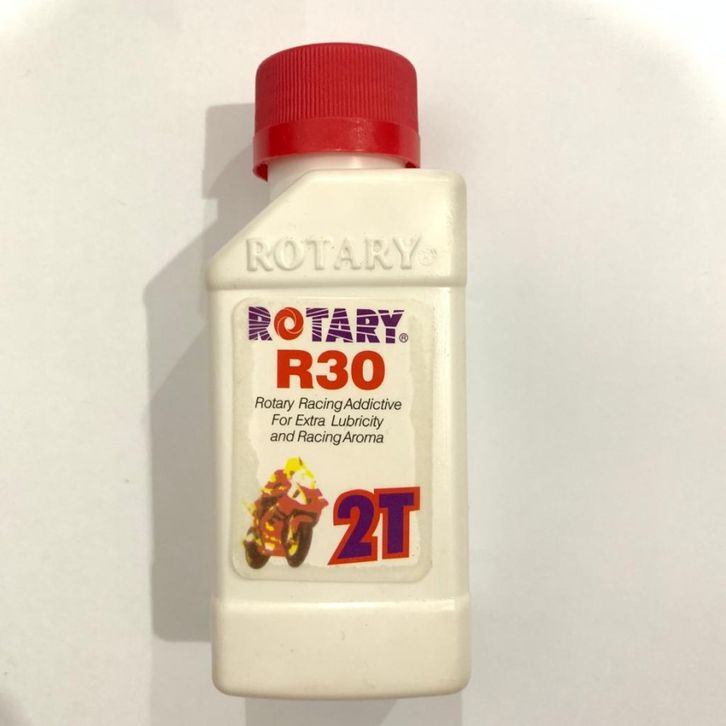 ROTARY®
ROTARY®
R30
Rotary Racing Addictive
For Extra Lubricity
and Racing Aroma
2T